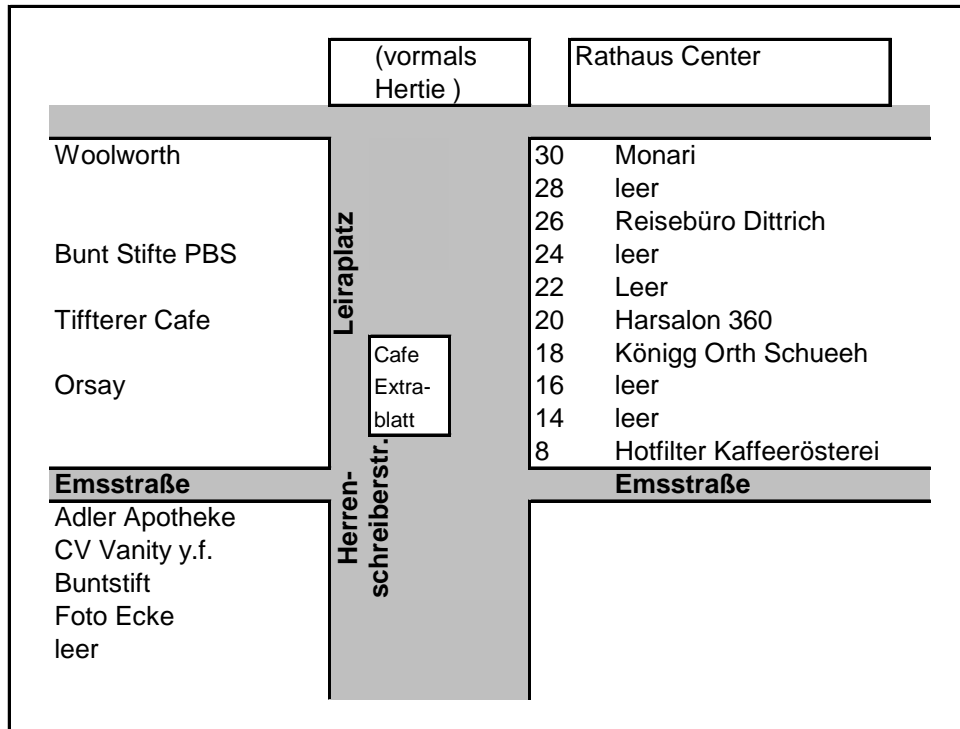 (vormals
Hertie )
Rathaus Center
Woolworth
Bunt Stifte PBS
Tiffterer Cafe
Orsay
Leiraplatz
Cafe
Extra-
blatt
Herren-
schreiberstr.
30 Monari
28 leer
26 Reisebüro Dittrich
24 leer
22 Leer
20 Harsalon 360
18 Königg Orth Schueeh
16 leer
14 leer
8 Hotfilter Kaffeerösterei
Emsstraße
Emsstraße
Adler Apotheke
CV Vanity y.f.
Buntstift
Foto Ecke
leer